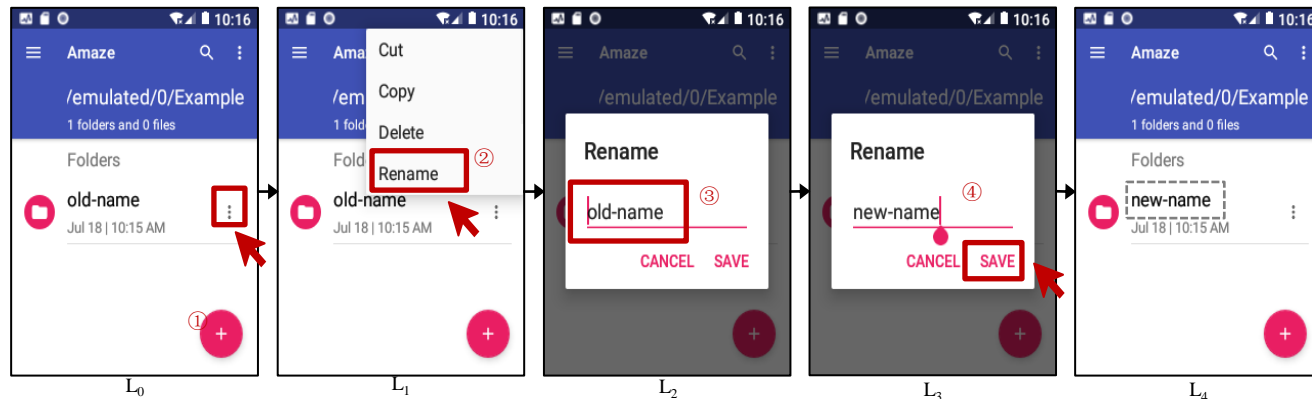 10:16
Amaze
/emulated/0/Example
1 folders and 0 files
Folders
old-name
Jul 18 | 10:15 AM
①
+
L0
10:16
Ama
Cut
/em
Copy
1 fold
Delete
Fold
Rename
②
old-name
Jul 18 | 10:15 AM
+
L1
10:16
Amaze
/emulated/0/Example
Rename
old-name
③
CANCEL SAVE
+
L2
10:16
Amaze
/emulated/0/Example
Rename
new-name
④
CANCEL SAVE
+
L3
10:16
Amaze
/emulated/0/Example
1 folders and 0 files
Folders
new-name
Jul 18 | 10:15 AM
+
L4